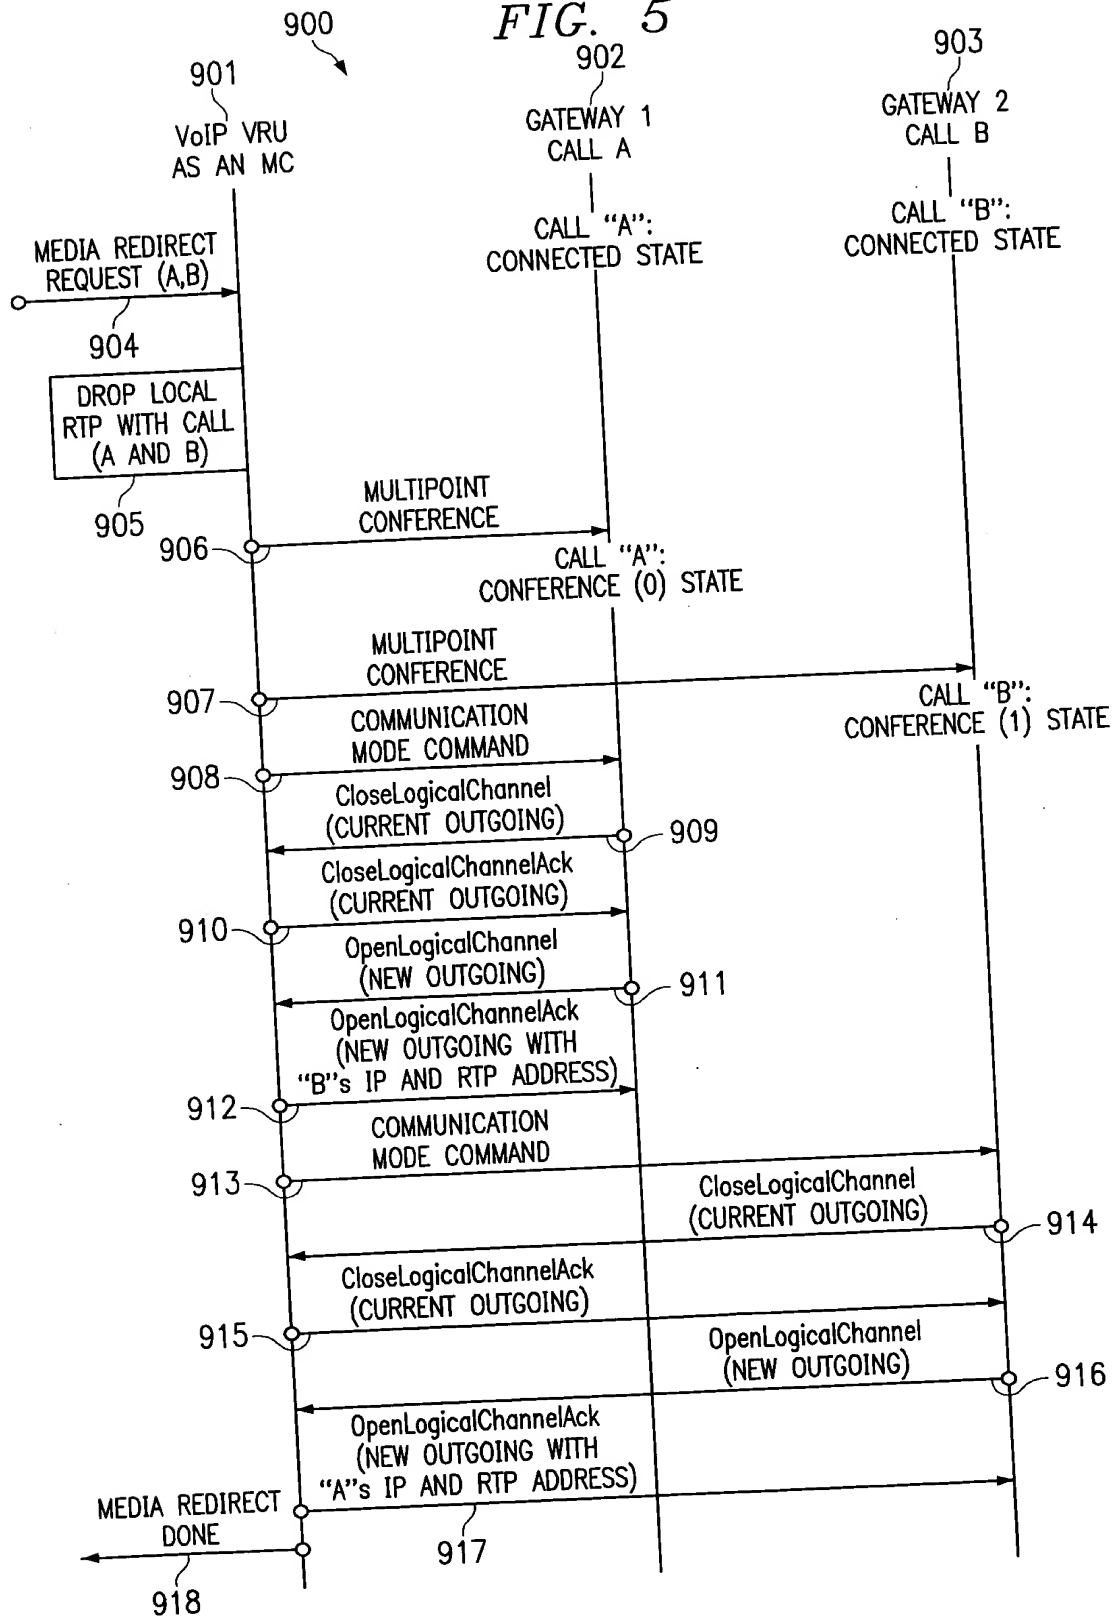 FIG. 5
900
901
902
903
VoIP VRU
AS AN MC
GATEWAY 1
CALL A
GATEWAY 2
CALL B
CALL "A":
CONNECTED STATE
CALL "B":
CONNECTED STATE
MEDIA REDIRECT
REQUEST (A,B)
904
DROP LOCAL
RTP WITH CALL
(A AND B)
905
MULTIPOINT
CONFERENCE
906
CALL "A":
CONFERENCE (0) STATE
MULTIPOINT
CONFERENCE
907
CALL "B":
CONFERENCE (1) STATE
COMMUNICATION
MODE COMMAND
908
CloseLogicalChannel
(CURRENT OUTGOING)
909
CloseLogicalChannelAck
(CURRENT OUTGOING)
910
OpenLogicalChannel
(NEW OUTGOING)
911
OpenLogicalChannelAck
(NEW OUTGOING WITH
"B"s IP AND RTP ADDRESS)
912
COMMUNICATION
MODE COMMAND
913
CloseLogicalChannel
(CURRENT OUTGOING)
914
CloseLogicalChannelAck
(CURRENT OUTGOING)
915
OpenLogicalChannel
(NEW OUTGOING)
916
OpenLogicalChannelAck
(NEW OUTGOING WITH
"A"s IP AND RTP ADDRESS)
917
MEDIA REDIRECT
DONE
918